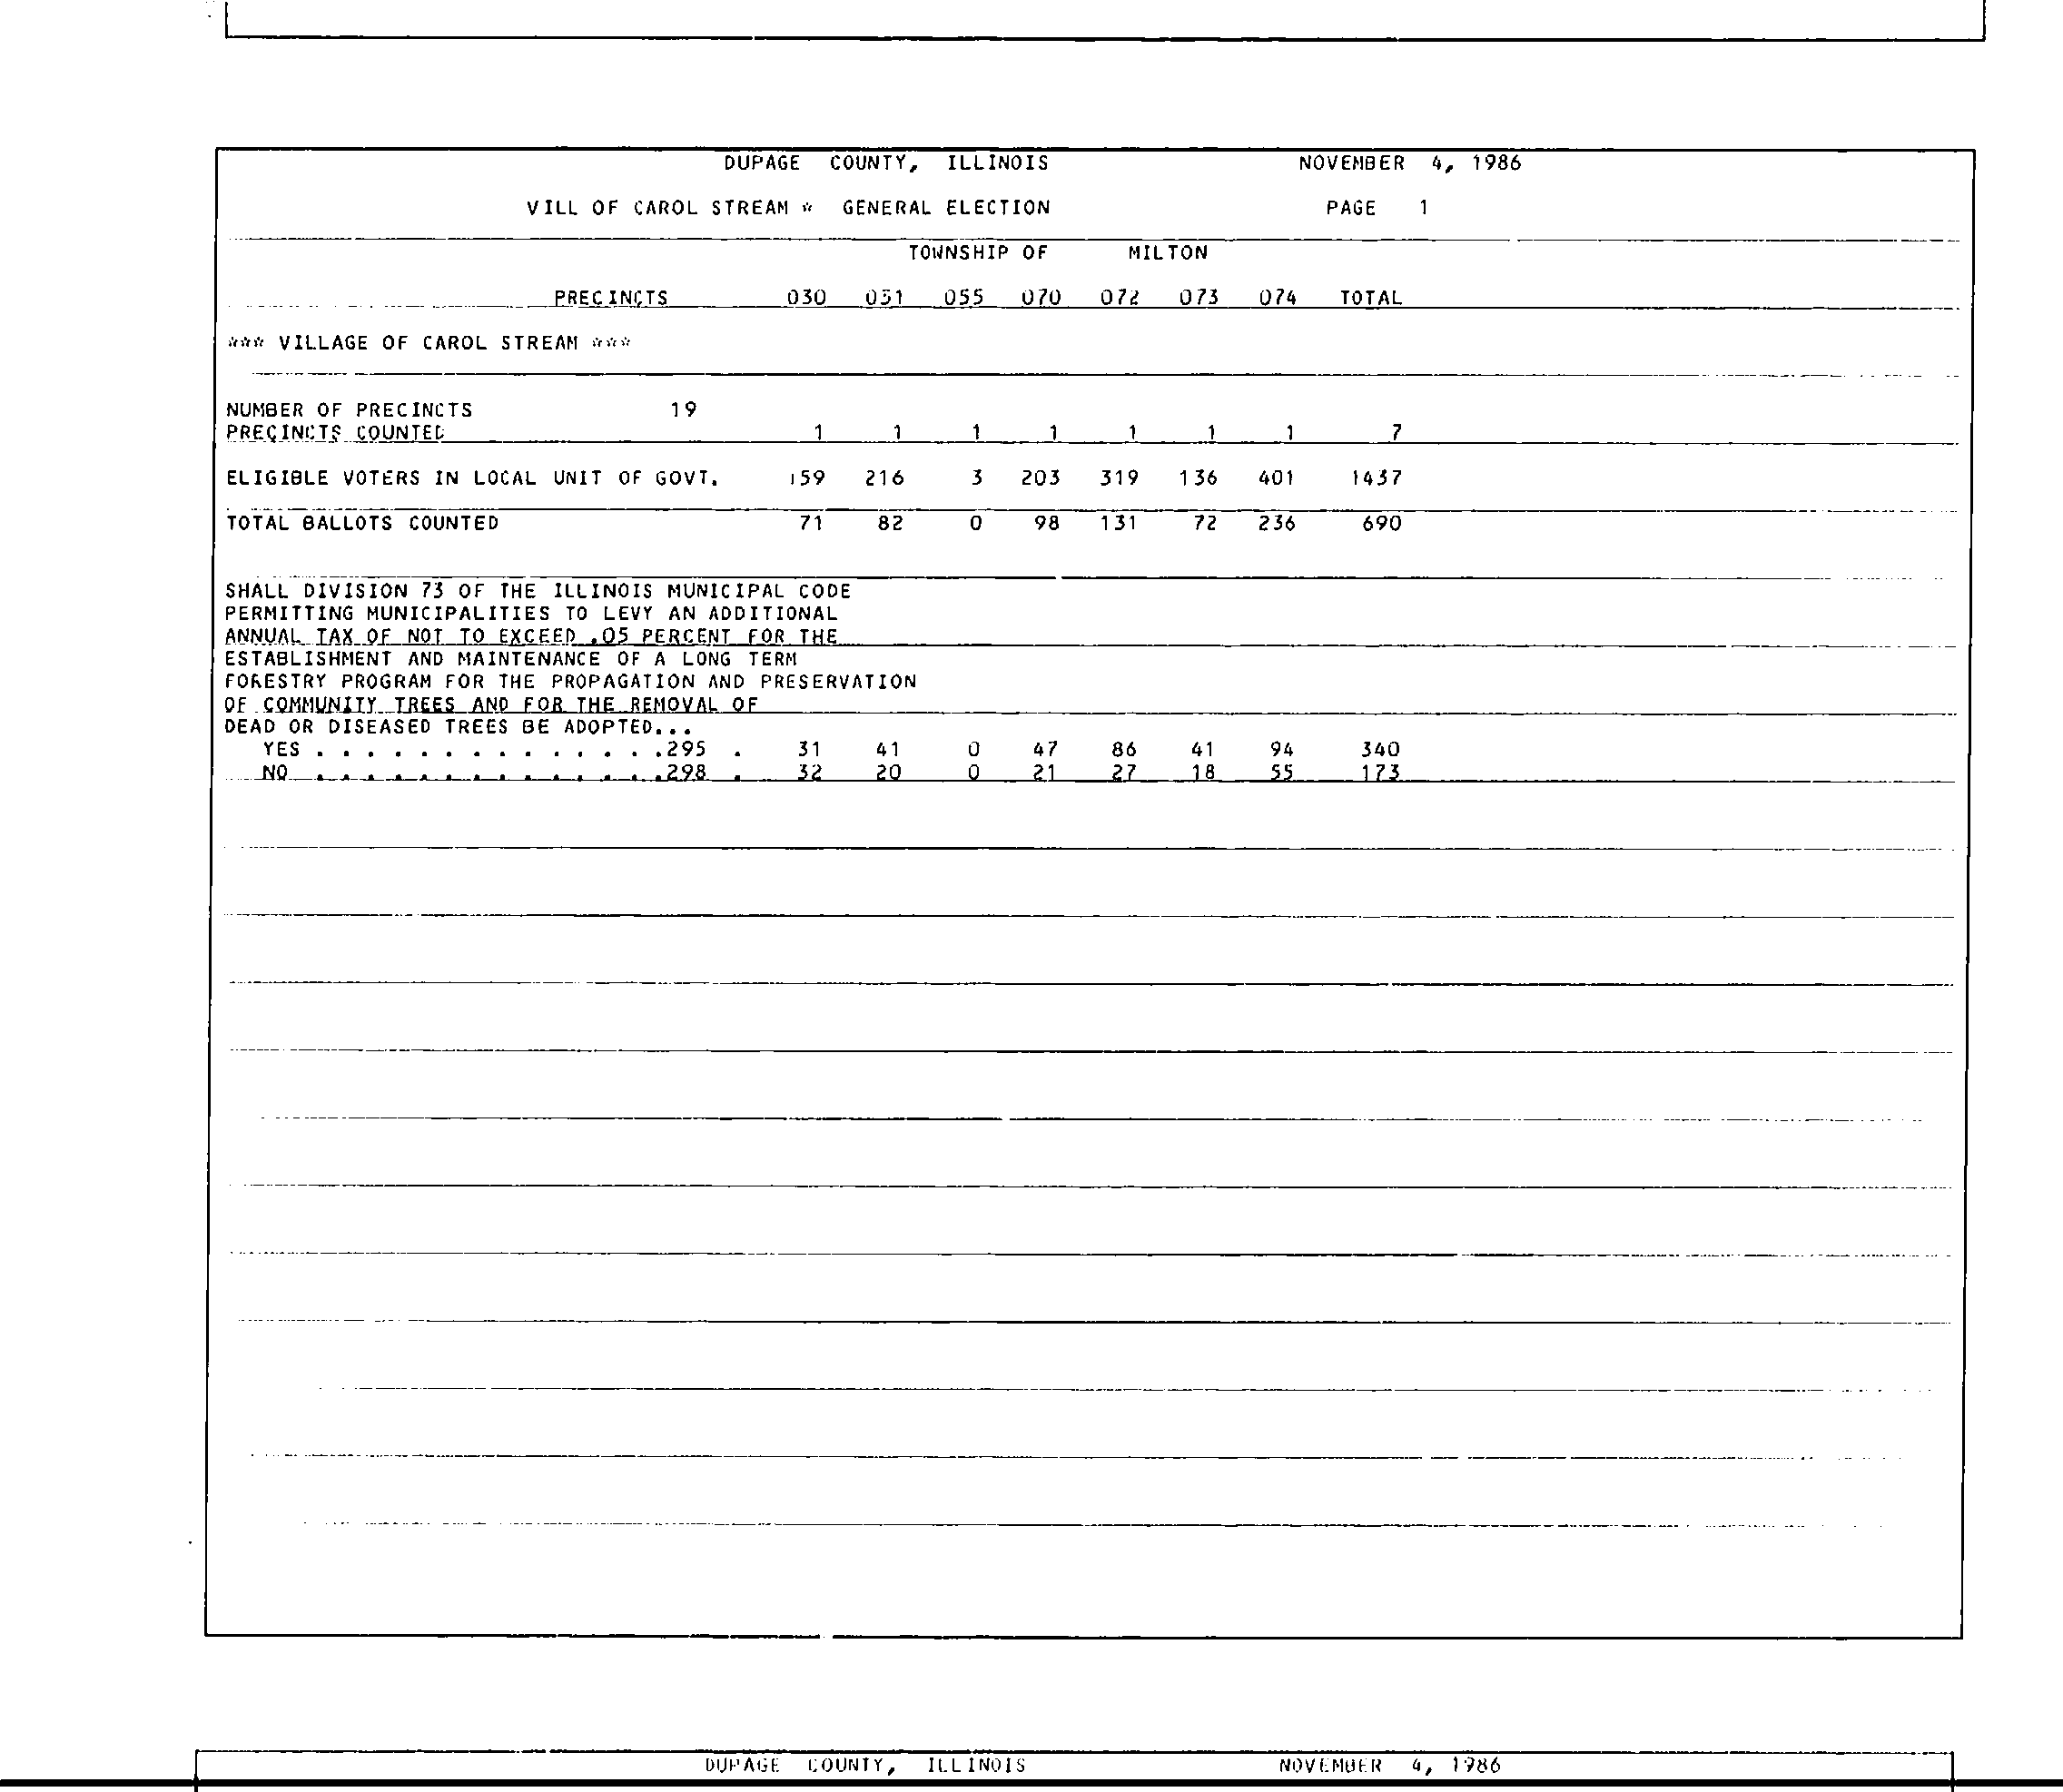 DUPAGE COUNTY, ILLINOIS NOVEMBER 4, 1986
VILL OF CAROL STREAM * GENERAL ELECTION PAGE 1
TOWNSHIP OF MILTON
PRECINCTS 030 051 055 070 072 073 074 TOTAL
*** VILLAGE OF CAROL STREAM ***
NUMBER OF PRECINCTS 19
PRECINCTS COUNTED 1 1 1 1 1 1 1 7
ELIGIBLE VOTERS IN LOCAL UNIT OF GOVT. 159 216 3 203 319 136 401 1437
TOTAL BALLOTS COUNTED 71 82 0 98 131 72 236 690
SHALL DIVISION 73 OF THE ILLINOIS MUNICIPAL CODE
PERMITTING MUNICIPALITIES TO LEVY AN ADDITIONAL
ANNUAL TAX OF NOT TO EXCEED .05 PERCENT FOR THE
ESTABLISHMENT AND MAINTENANCE OF A LONG TERM
FORESTRY PROGRAM FOR THE PROPAGATION AND PRESERVATION
OF COMMUNITY TREES AND FOR THE REMOVAL OF
DEAD OR DISEASED TREES BE ADOPTED...
YES . . . . . . . . . . . . . .295 . 31 41 0 47 86 41 94 340
NO . . . . . . . . . . . . . .298 . 32 20 0 21 27 18 55 173
DUPAGE COUNTY, ILLINOIS NOVEMBER 4, 1986